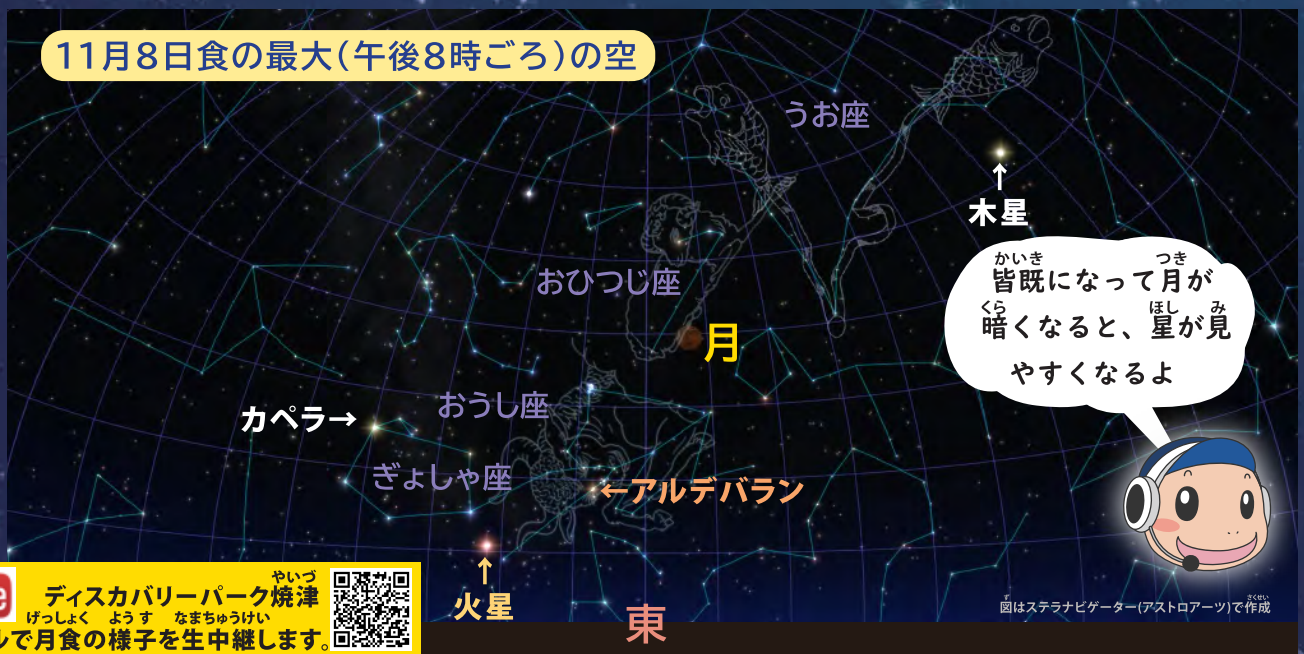 11月8日食の最大(午後8時ごろ)の空
うお座
↑
木星
おひつじ座
月
かいき つき
皆既になって月が
くら ほし み
暗くなると、星が見
やすくなるよ
おうし座
カペラ→
ぎょしゃ座
←アルデバラン
↑
火星
東
やいづ
ディスカバリーパーク焼津
げっしょく ようす なまちゅうけい
ルで月食の様子を生中継します。
ず さくせい
図はステラナビゲーター(アストロアーツ)で作成